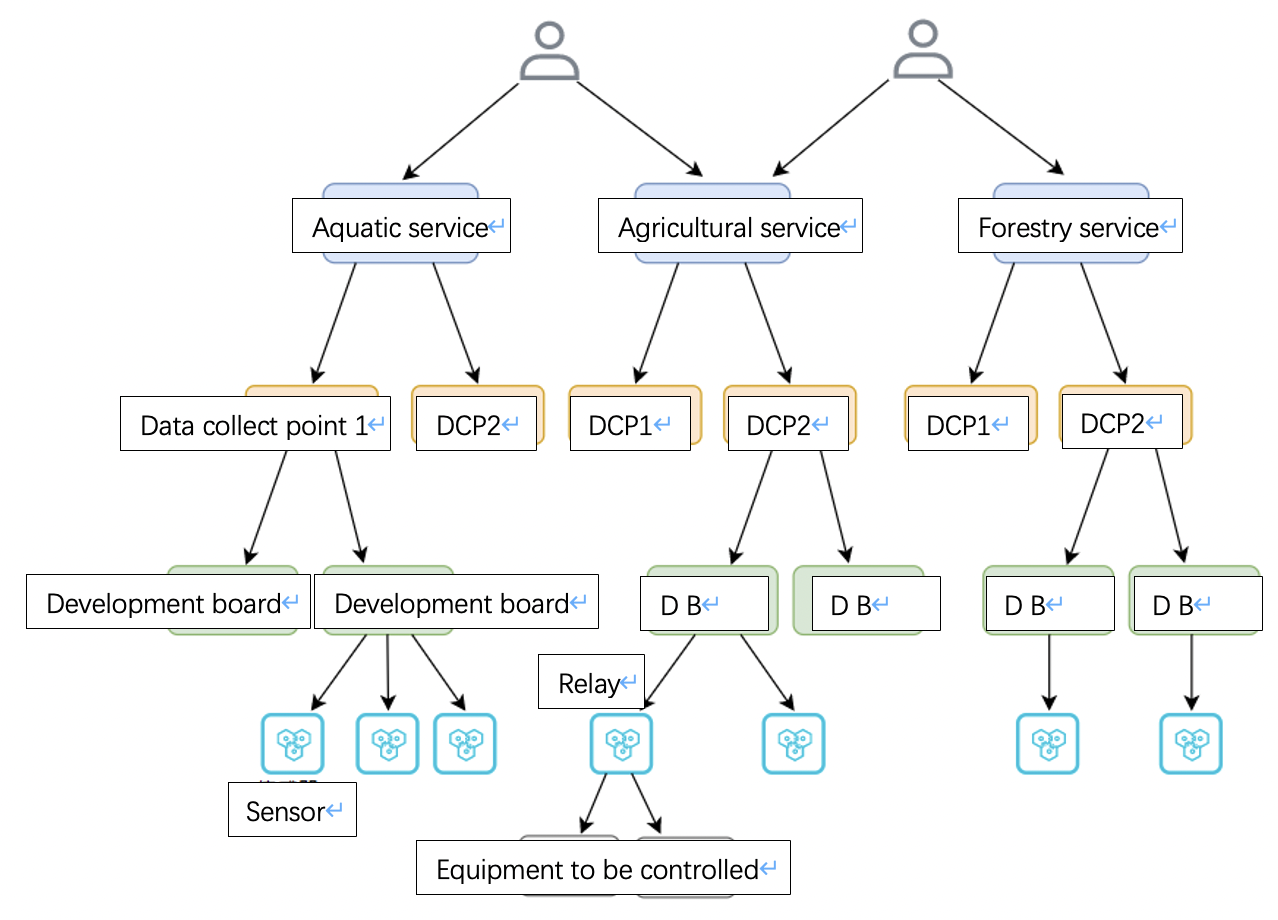 Aquatic service↵
Agricultural service↵
Forestry service↵
Data collect point 1↵
DCP2↵
DCP1↵
DCP2↵
DCP1↵
DCP2↵
Development board↵
Development board↵
D B↵
D B↵
D B↵
D B↵
Relay↵
Sensor↵
Equipment to be controlled↵